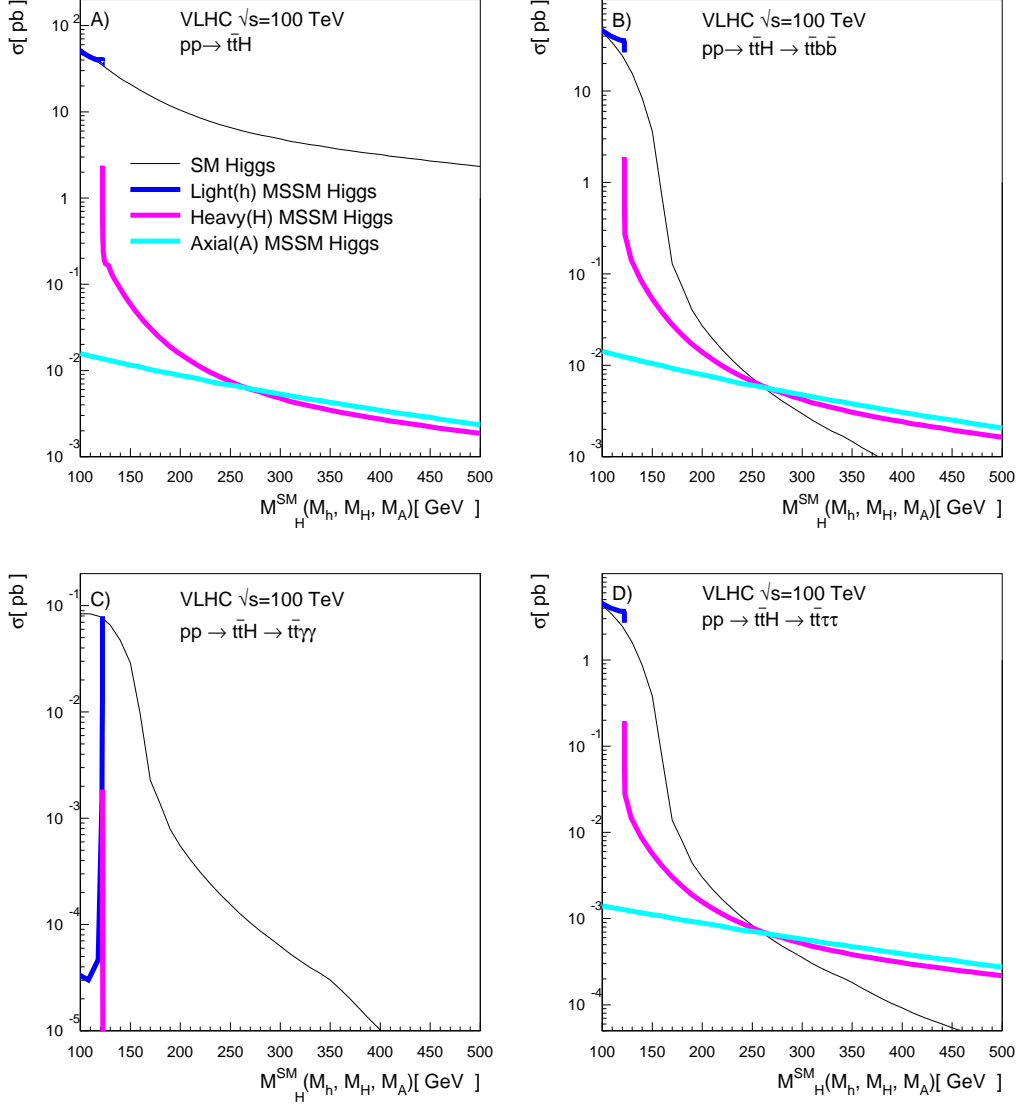 A)
VLHC √s=100 TeV
pp→ tt̄H
σ[ pb ]
10²
10
1
10⁻¹
10⁻²
10⁻³
SM Higgs
Light(h) MSSM Higgs
Heavy(H) MSSM Higgs
Axial(A) MSSM Higgs
100 150 200 250 300 350 400 450 500
M^SM_H(M_h, M_H, M_A)[ GeV ]
B)
VLHC √s=100 TeV
pp→ tt̄H → tt̄bb̄
σ[ pb ]
10
1
10⁻¹
10⁻²
10⁻³
100 150 200 250 300 350 400 450 500
M^SM_H(M_h, M_H, M_A)[ GeV ]
C)
VLHC √s=100 TeV
pp → tt̄H → tt̄γγ
σ[ pb ]
10⁻¹
10⁻²
10⁻³
10⁻⁴
10⁻⁵
100 150 200 250 300 350 400 450 500
M^SM_H(M_h, M_H, M_A)[ GeV ]
D)
VLHC √s=100 TeV
pp → tt̄H → tt̄ττ
σ[ pb ]
1
10⁻¹
10⁻²
10⁻³
10⁻⁴
100 150 200 250 300 350 400 450 500
M^SM_H(M_h, M_H, M_A)[ GeV ]